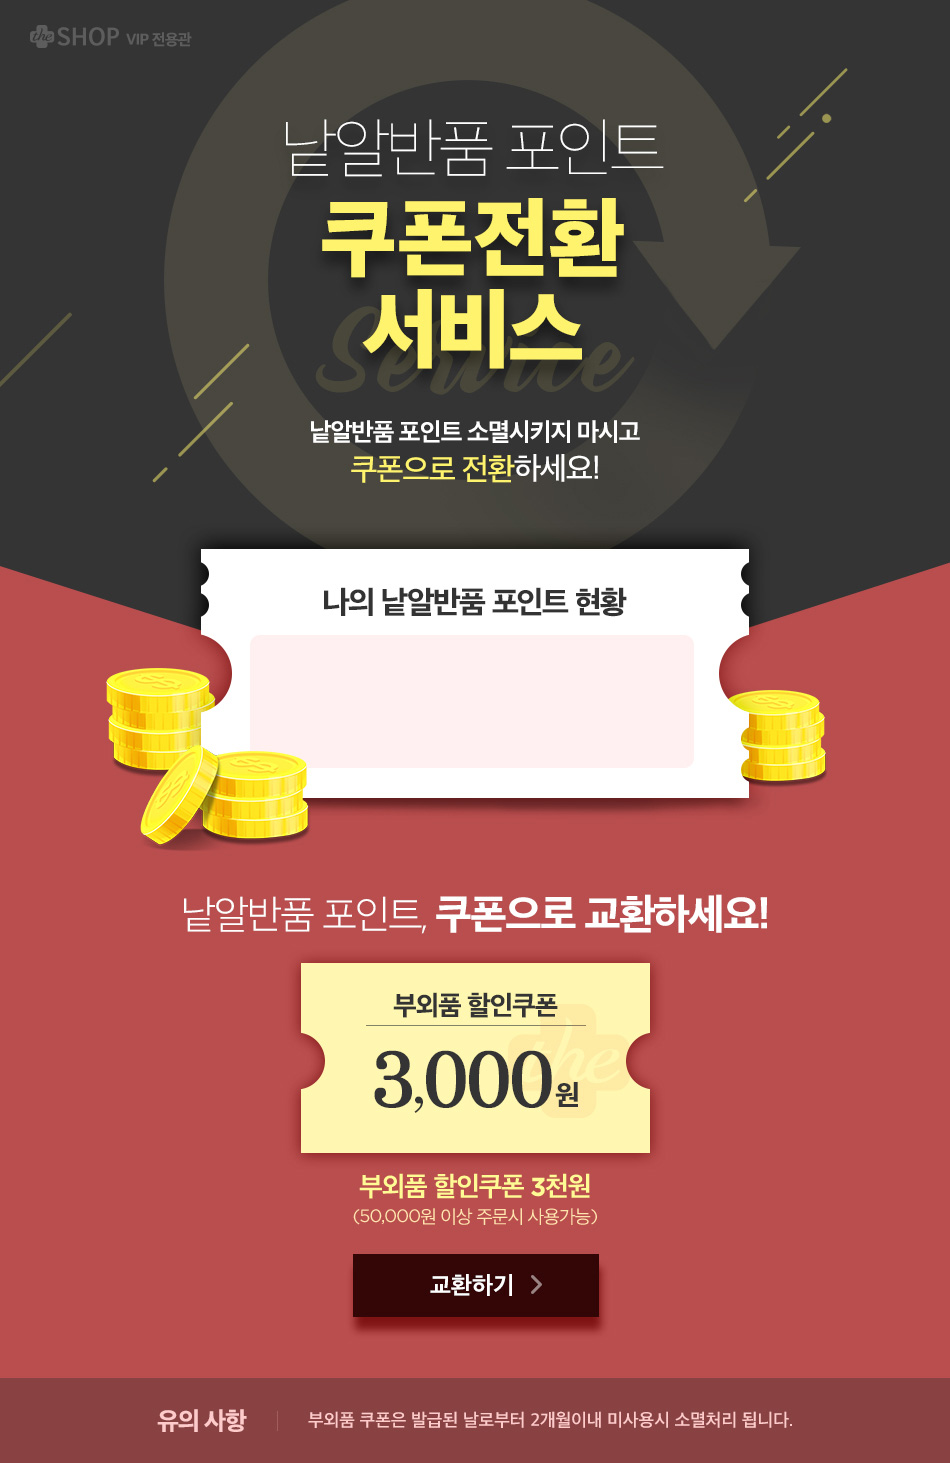 the SHOP VIP 전용관
낱알반품 포인트
쿠폰전환
서비스
Service
낱알반품 포인트 소멸시키지 마시고
쿠폰으로 전환하세요!
나의 낱알반품 포인트 현황
낱알반품 포인트, 쿠폰으로 교환하세요!
부외품 할인쿠폰
the
3,000원
부외품 할인쿠폰 3천원
(50,000원 이상 주문시 사용가능)
교환하기
유의 사항
부외품 쿠폰은 발급된 날로부터 2개월이내 미사용시 소멸처리 됩니다.